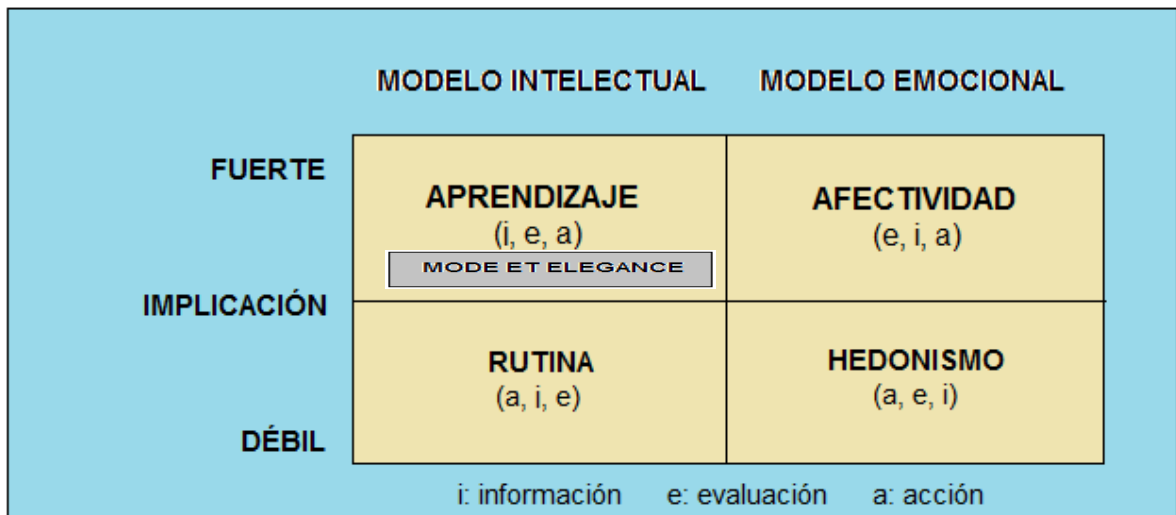 MODELO INTELECTUAL MODELO EMOCIONAL
FUERTE
APRENDIZAJE AFECTIVIDAD
(i, e, a) (e, i, a)
MODE ET ELEGANCE
IMPLICACIÓN
RUTINA HEDONISMO
(a, i, e) (a, e, i)
DÉBIL
i: información e: evaluación a: acción